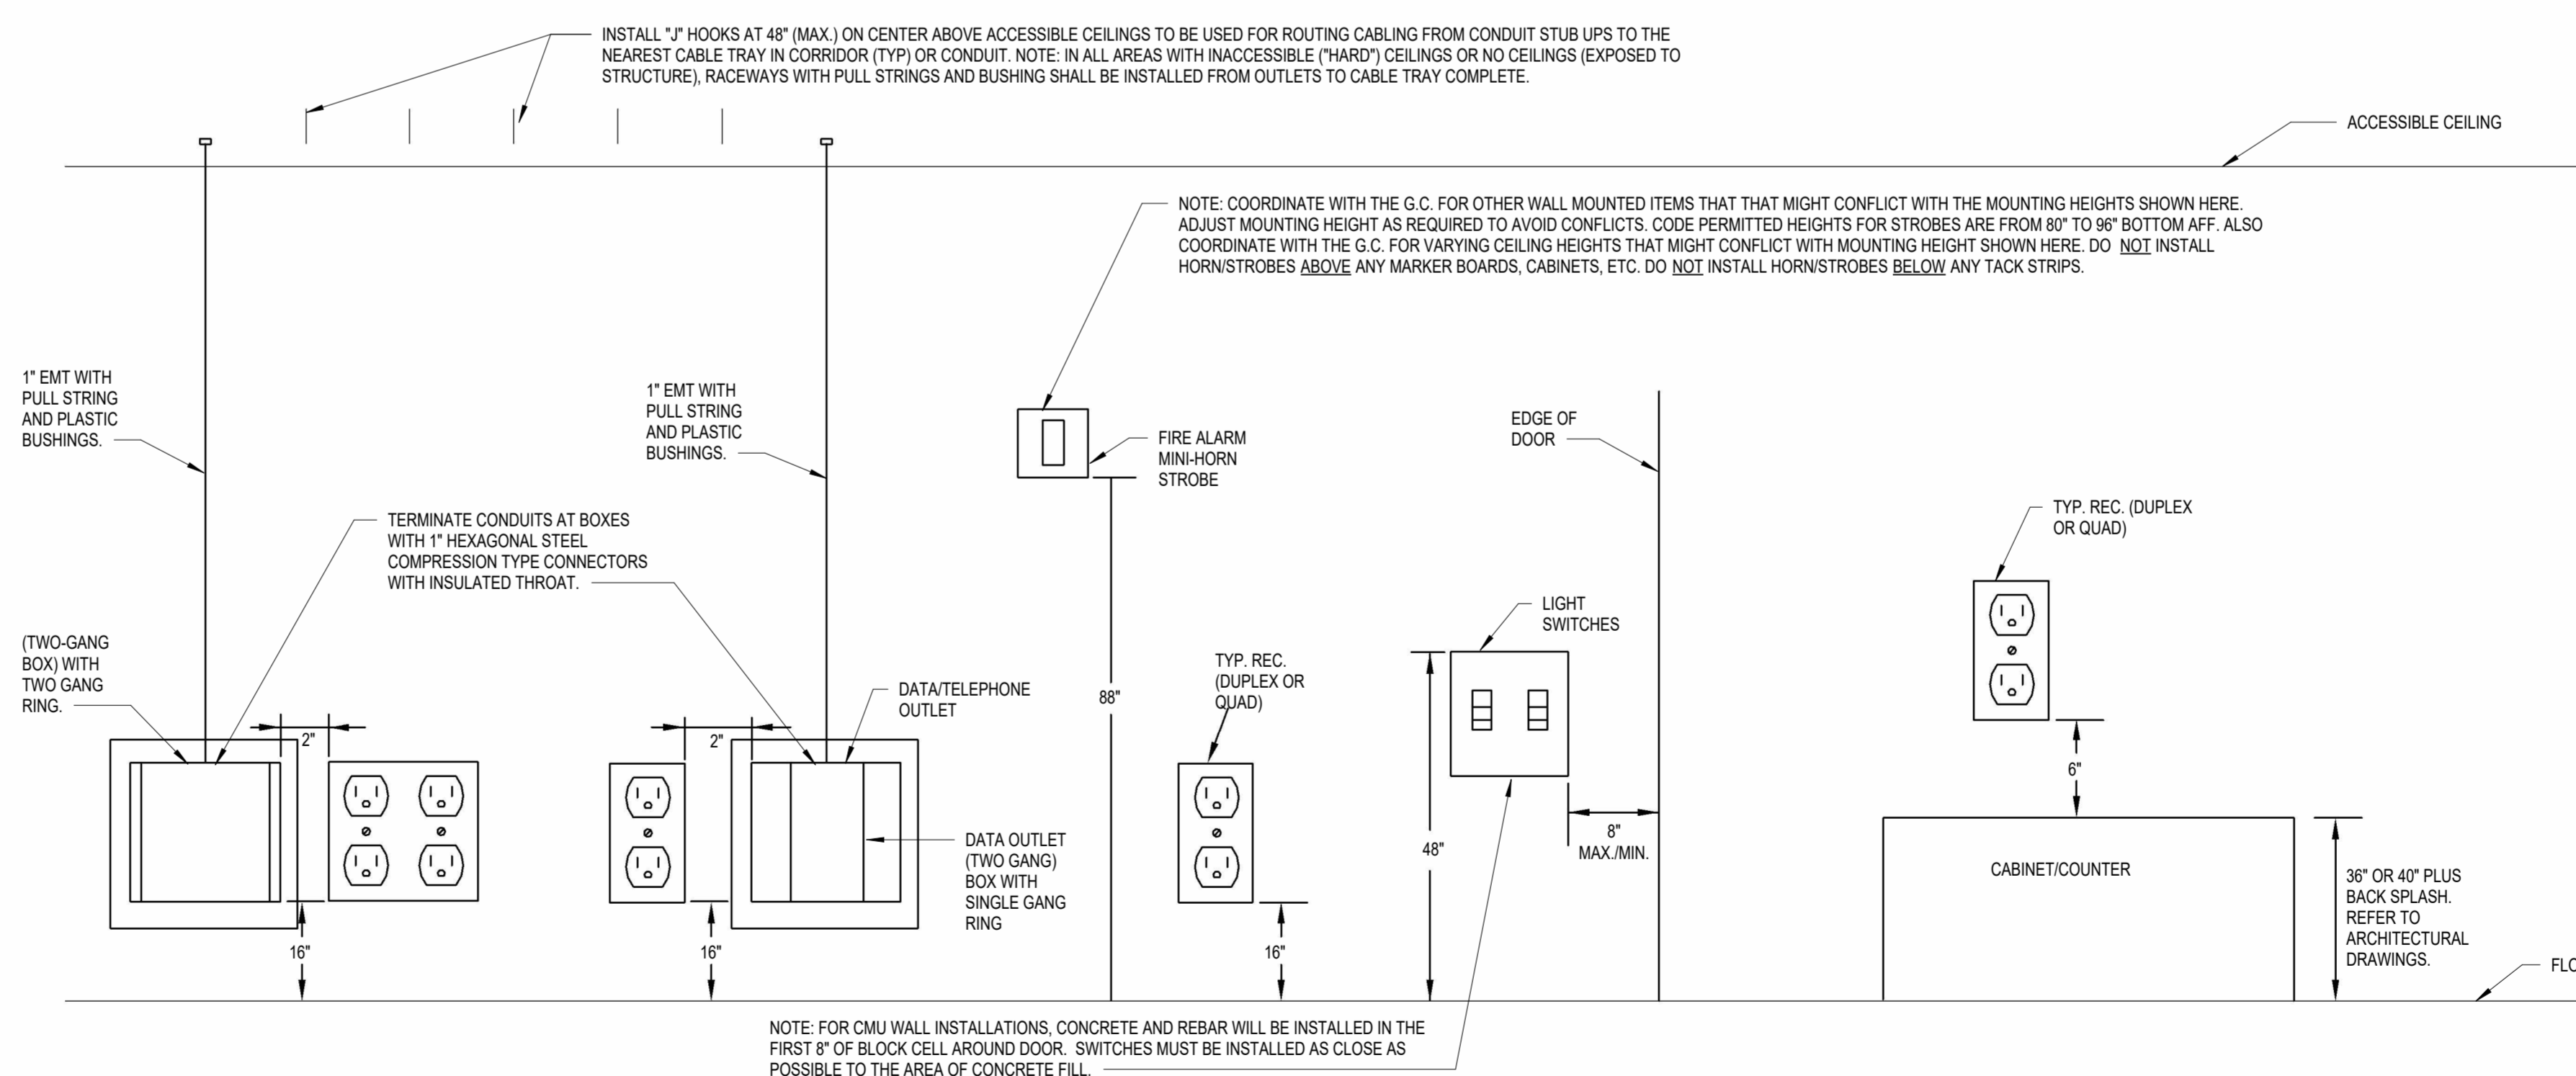 INSTALL "J" HOOKS AT 48" (MAX.) ON CENTER ABOVE ACCESSIBLE CEILINGS TO BE USED FOR ROUTING CABLING FROM CONDUIT STUB UPS TO THE
NEAREST CABLE TRAY IN CORRIDOR (TYP) OR CONDUIT. NOTE: IN ALL AREAS WITH INACCESSIBLE ("HARD") CEILINGS OR NO CEILINGS (EXPOSED TO
STRUCTURE), RACEWAYS WITH PULL STRINGS AND BUSHING SHALL BE INSTALLED FROM OUTLETS TO CABLE TRAY COMPLETE.
ACCESSIBLE CEILING
NOTE: COORDINATE WITH THE G.C. FOR OTHER WALL MOUNTED ITEMS THAT THAT MIGHT CONFLICT WITH THE MOUNTING HEIGHTS SHOWN HERE.
ADJUST MOUNTING HEIGHT AS REQUIRED TO AVOID CONFLICTS. CODE PERMITTED HEIGHTS FOR STROBES ARE FROM 80" TO 96" BOTTOM AFF. ALSO
COORDINATE WITH THE G.C. FOR VARYING CEILING HEIGHTS THAT MIGHT CONFLICT WITH MOUNTING HEIGHT SHOWN HERE. DO NOT INSTALL
HORN/STROBES ABOVE ANY MARKER BOARDS, CABINETS, ETC. DO NOT INSTALL HORN/STROBES BELOW ANY TACK STRIPS.
1" EMT WITH
PULL STRING
AND PLASTIC
BUSHINGS.
1" EMT WITH
PULL STRING
AND PLASTIC
BUSHINGS.
FIRE ALARM
MINI-HORN
STROBE
EDGE OF
DOOR
TYP. REC. (DUPLEX
OR QUAD)
TERMINATE CONDUITS AT BOXES
WITH 1" HEXAGONAL STEEL
COMPRESSION TYPE CONNECTORS
WITH INSULATED THROAT.
LIGHT
SWITCHES
(TWO-GANG
BOX) WITH
TWO GANG
RING.
DATA/TELEPHONE
OUTLET
88"
TYP. REC.
(DUPLEX OR
QUAD)
2"
2"
6"
DATA OUTLET
(TWO GANG)
BOX WITH
SINGLE GANG
RING
48"
8"
MAX./MIN.
CABINET/COUNTER
36" OR 40" PLUS
BACK SPLASH.
REFER TO
ARCHITECTURAL
DRAWINGS.
16"
16"
16"
FLO
NOTE: FOR CMU WALL INSTALLATIONS, CONCRETE AND REBAR WILL BE INSTALLED IN THE
FIRST 8" OF BLOCK CELL AROUND DOOR. SWITCHES MUST BE INSTALLED AS CLOSE AS
POSSIBLE TO THE AREA OF CONCRETE FILL.